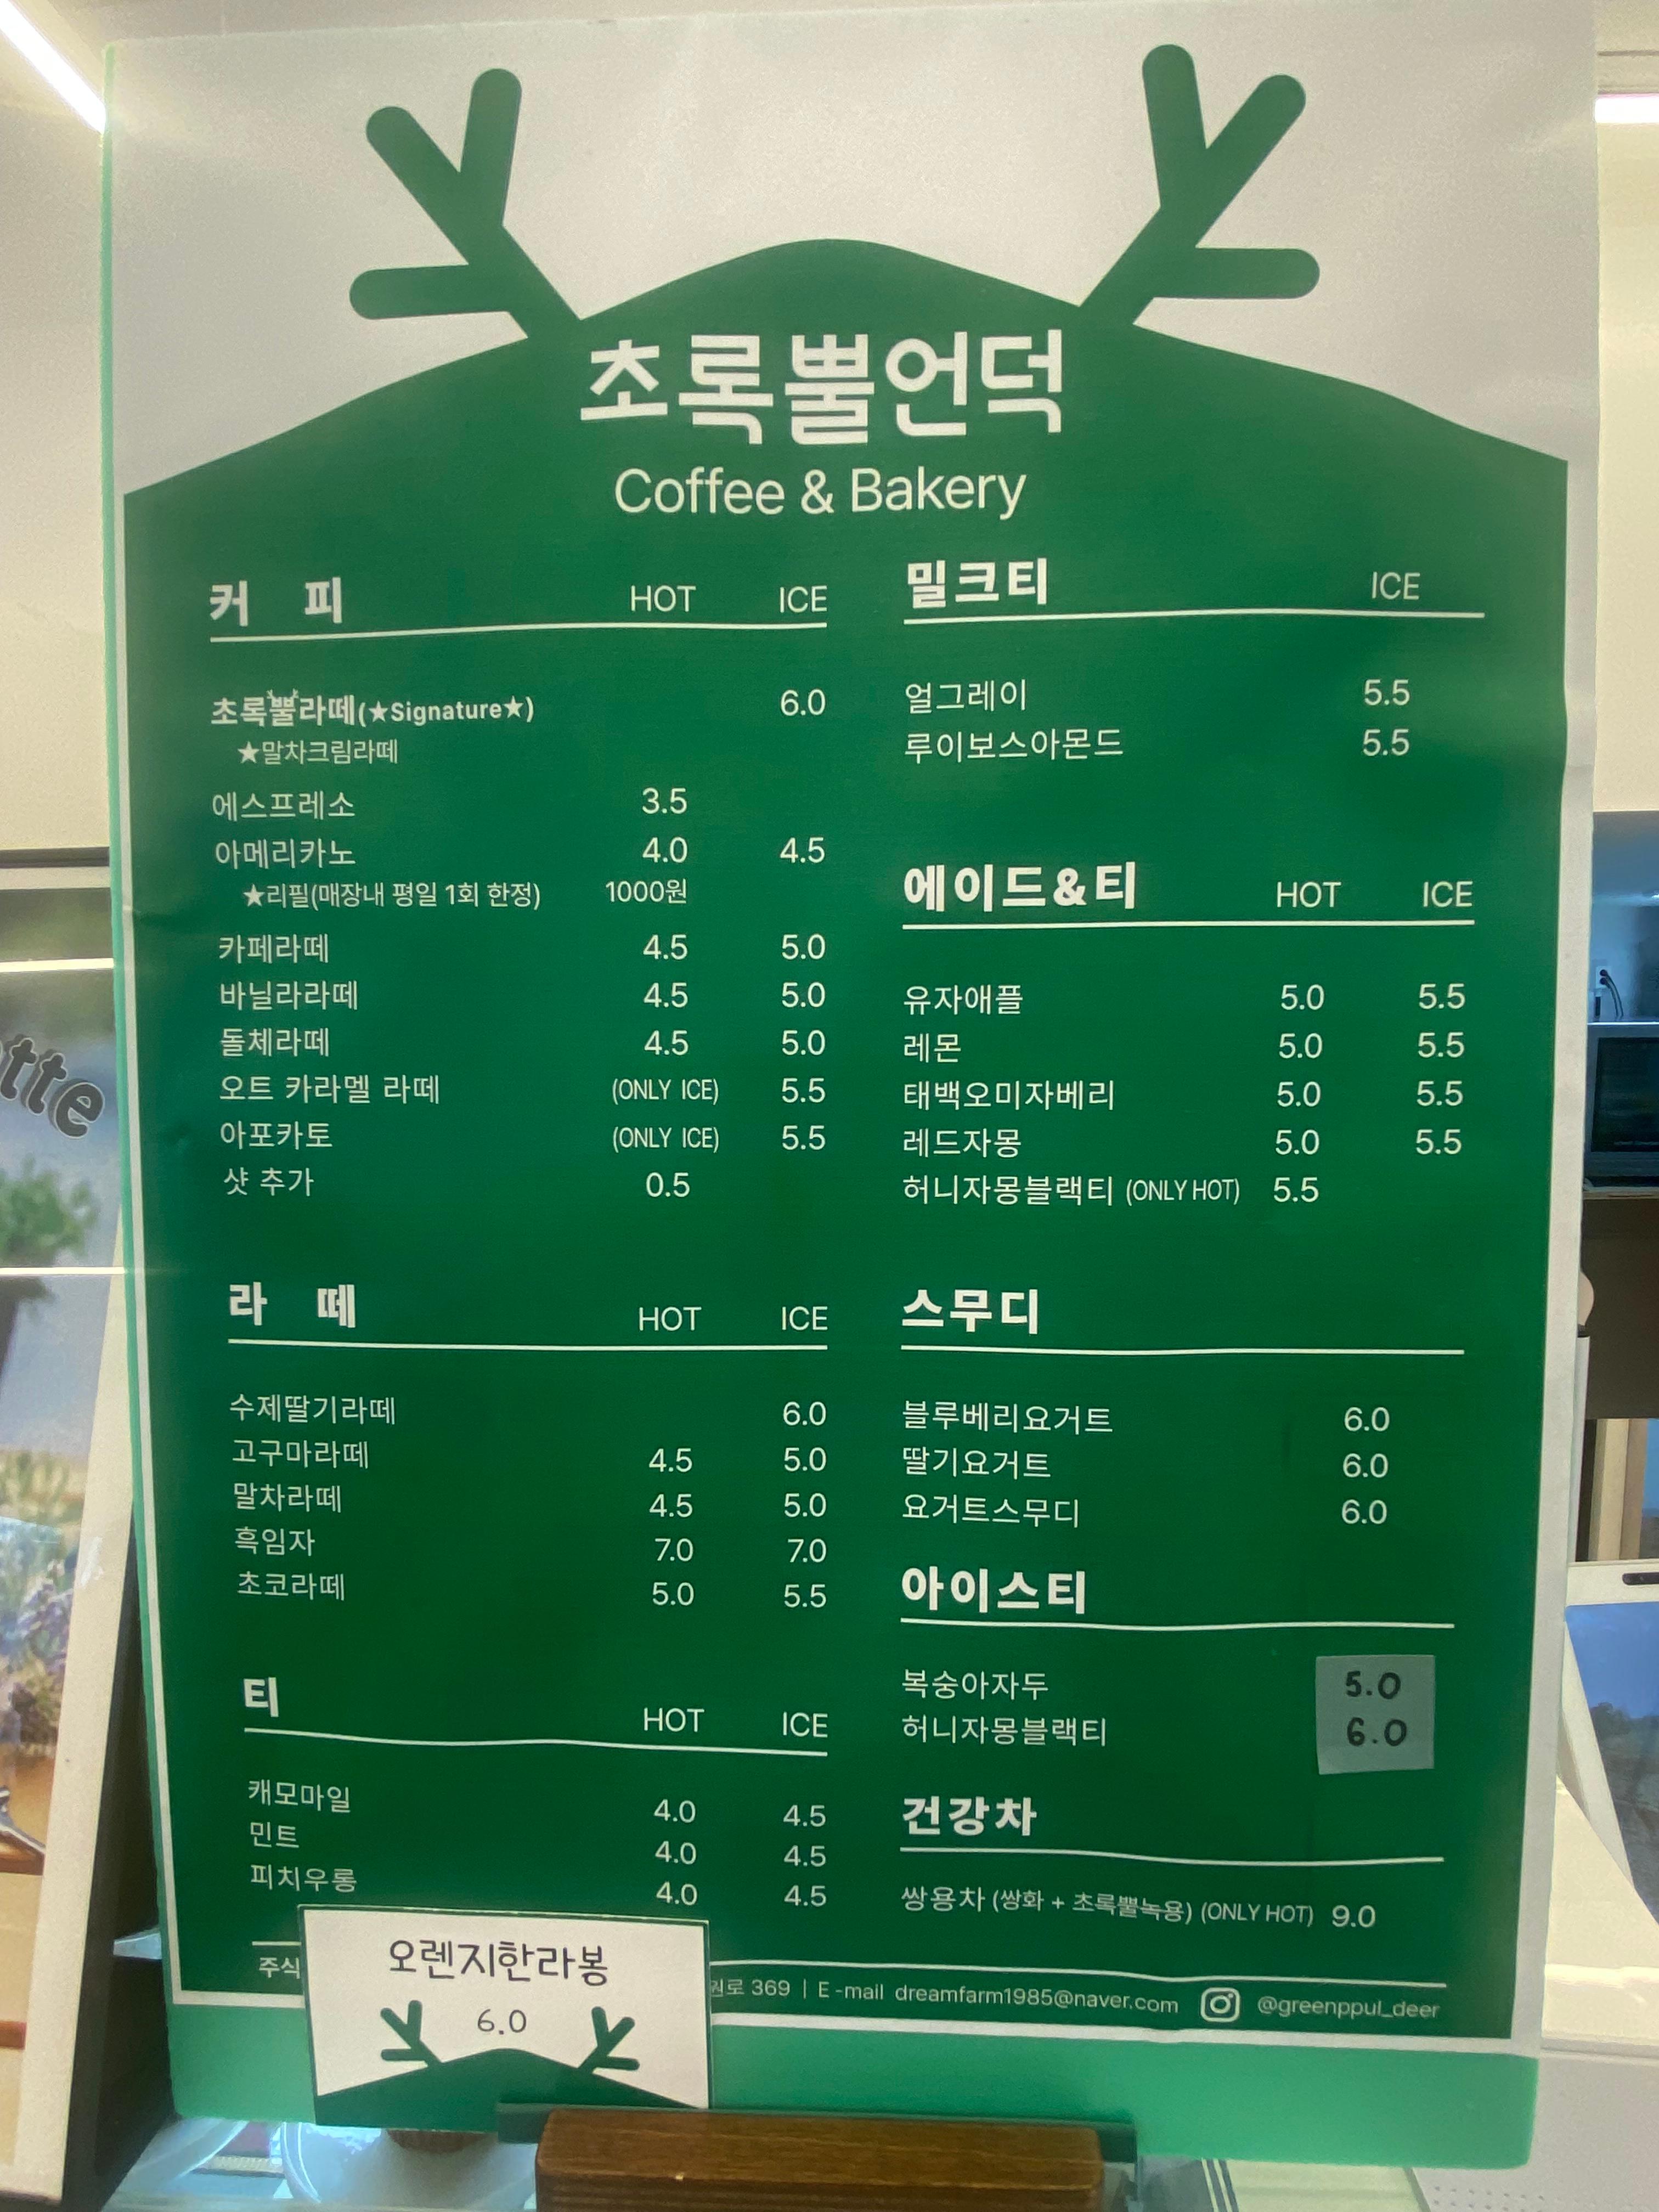 초록뿔언덕
Coffee & Bakery
커 피 HOT ICE
초록뿔라떼(★Signature★) 6.0
★말차크림라떼
에스프레소 3.5
아메리카노 4.0 4.5
★리필(매장내 평일 1회 한정) 1000원
카페라떼 4.5 5.0
바닐라라떼 4.5 5.0
돌체라떼 4.5 5.0
오트 카라멜 라떼 (ONLY ICE) 5.5
아포카토 (ONLY ICE) 5.5
샷 추가 0.5
라 떼 HOT ICE
수제딸기라떼 6.0
고구마라떼 4.5 5.0
말차라떼 4.5 5.0
흑임자 7.0 7.0
초코라떼 5.0 5.5
티 HOT ICE
캐모마일 4.0 4.5
민트 4.0 4.5
피치우롱 4.0 4.5
밀크티 ICE
얼그레이 5.5
루이보스아몬드 5.5
에이드&티 HOT ICE
유자애플 5.0 5.5
레몬 5.0 5.5
태백오미자베리 5.0 5.5
레드자몽 5.0 5.5
허니자몽블랙티 (ONLY HOT) 5.5
스무디
블루베리요거트 6.0
딸기요거트 6.0
요거트스무디 6.0
아이스티
복숭아자두 5.0
허니자몽블랙티 6.0
건강차
쌍용차 (쌍화 + 초록뿔녹용) (ONLY HOT) 9.0
주식 원로 369 | E-mail dreamfarm1985@naver.com @greenppul_deer
오렌지한라봉
6.0
tte